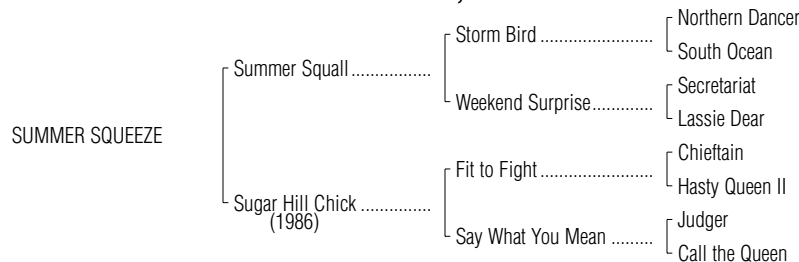 Northern Dancer
Storm Bird ......................
South Ocean
Summer Squall .................
Secretariat
Weekend Surprise.............
Lassie Dear
SUMMER SQUEEZE
Chieftain
Fit to Fight .......................
Hasty Queen II
Sugar Hill Chick ...............
(1986)
Judger
Say What You Mean .........
Call the Queen